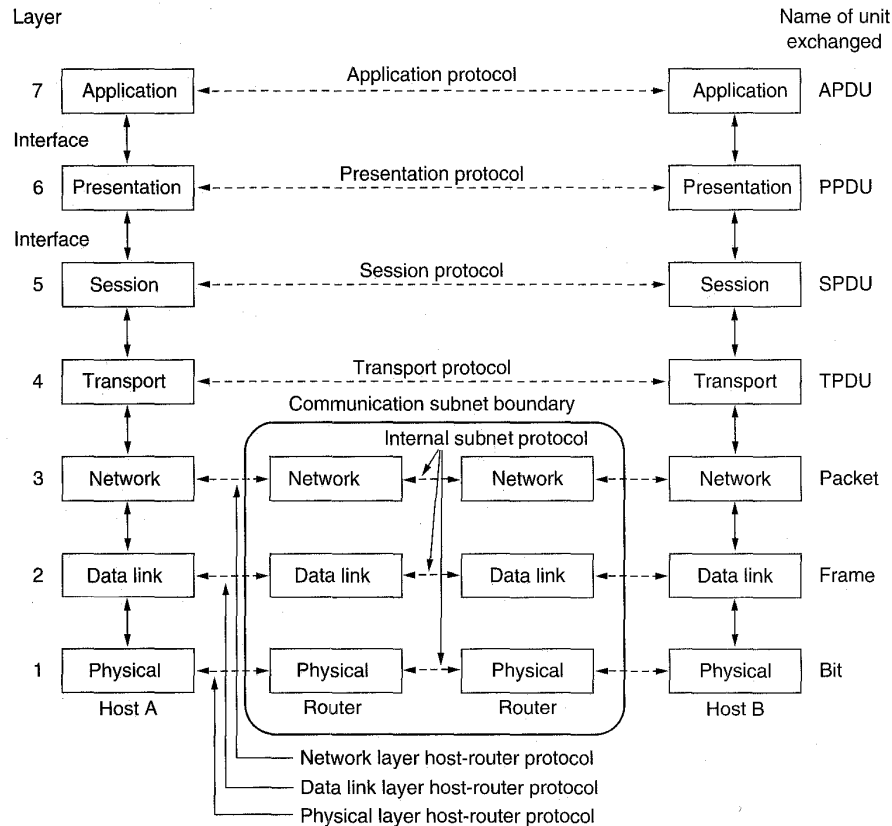 Layer
Name of unit
exchanged
Application protocol
7
Application
Application
APDU
Interface
Presentation protocol
6
Presentation
Presentation
PPDU
Interface
Session protocol
5
Session
Session
SPDU
Transport protocol
4
Transport
Transport
TPDU
Communication subnet boundary
Internal subnet protocol
3
Network
Network
Network
Network
Packet
2
Data link
Data link
Data link
Data link
Frame
1
Physical
Physical
Physical
Physical
Bit
Host A
Router
Router
Host B
Network layer host-router protocol
Data link layer host-router protocol
Physical layer host-router protocol